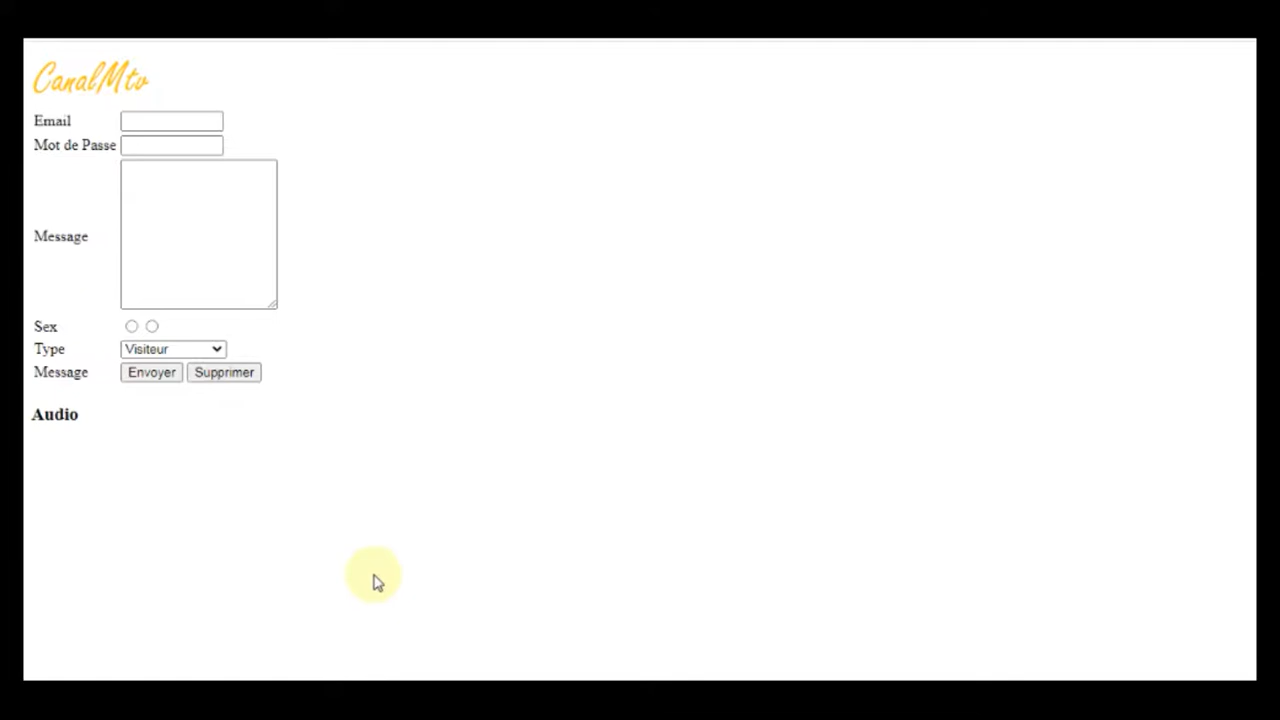 CanalMtv
Email
Mot de Passe
Message
Sex
Type Visiteur
Message Envoyer Supprimer
Audio